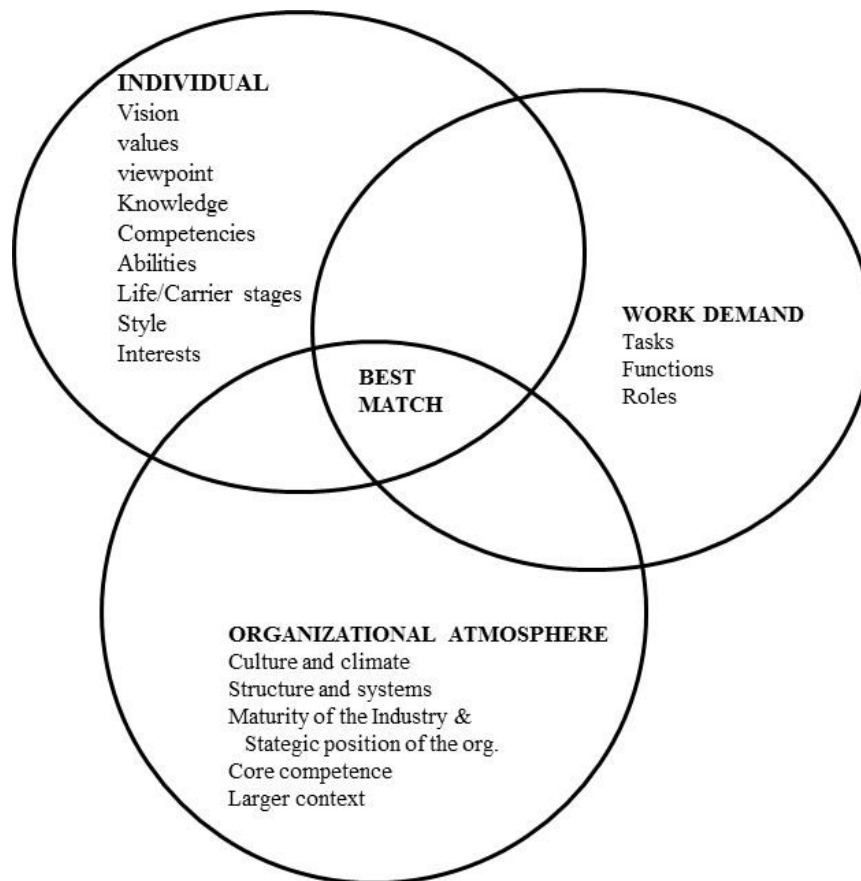 INDIVIDUAL
Vision
values
viewpoint
Knowledge
Competencies
Abilities
Life/Carrier stages
Style
Interests
WORK DEMAND
Tasks
Functions
Roles
BEST
MATCH
ORGANIZATIONAL ATMOSPHERE
Culture and climate
Structure and systems
Maturity of the Industry &
Stategic position of the org.
Core competence
Larger context